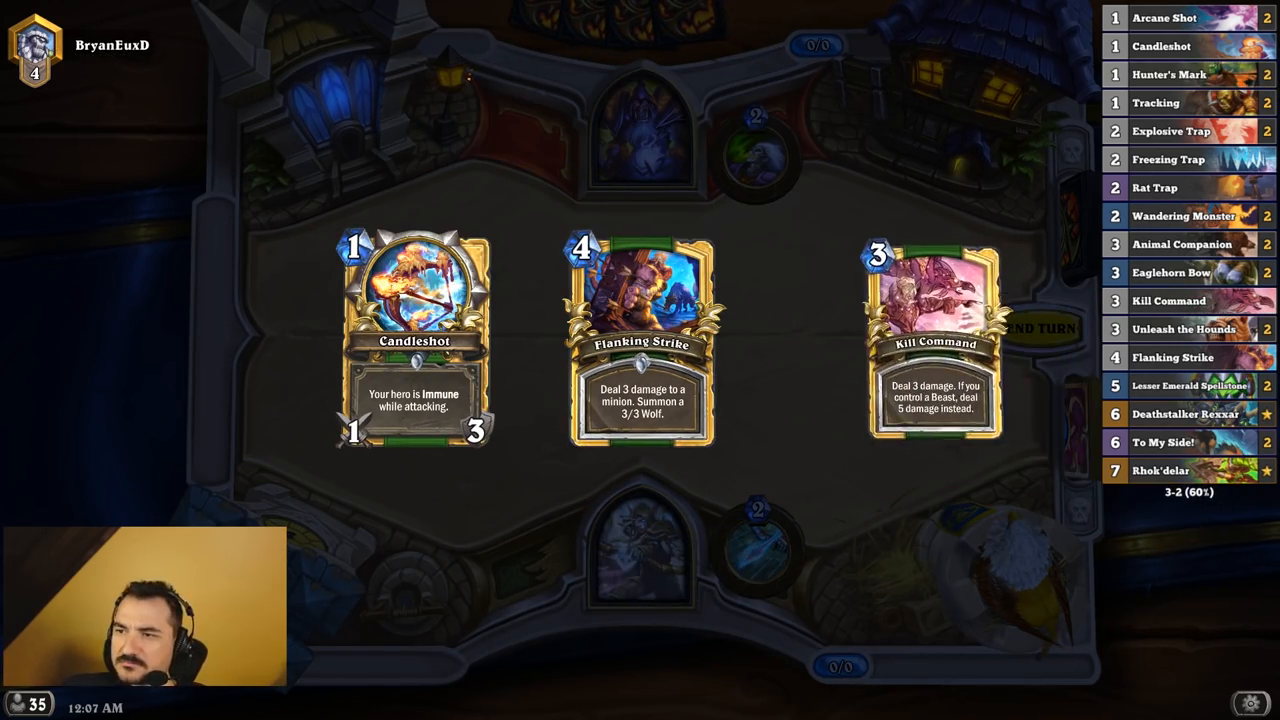 BryanEuxD
4
0/0
2
1
Candleshot
Your hero is Immune
while attacking.
1
3
4
Flanking Strike
Deal 3 damage to a
minion. Summon a
3/3 Wolf.
3
Kill Command
Deal 3 damage. If you
control a Beast, deal
5 damage instead.
END TURN
2
0/0
1 Arcane Shot 2
1 Candleshot 2
1 Hunter's Mark 2
1 Tracking 2
2 Explosive Trap 2
2 Freezing Trap 2
2 Rat Trap 2
2 Wandering Monster 2
3 Animal Companion 2
3 Eaglehorn Bow 2
3 Kill Command 2
3 Unleash the Hounds 2
4 Flanking Strike 2
5 Lesser Emerald Spellstone 2
6 Deathstalker Rexxar
6 To My Side! 2
7 Rhok'delar
3-2 (60%)
35
12:07 AM